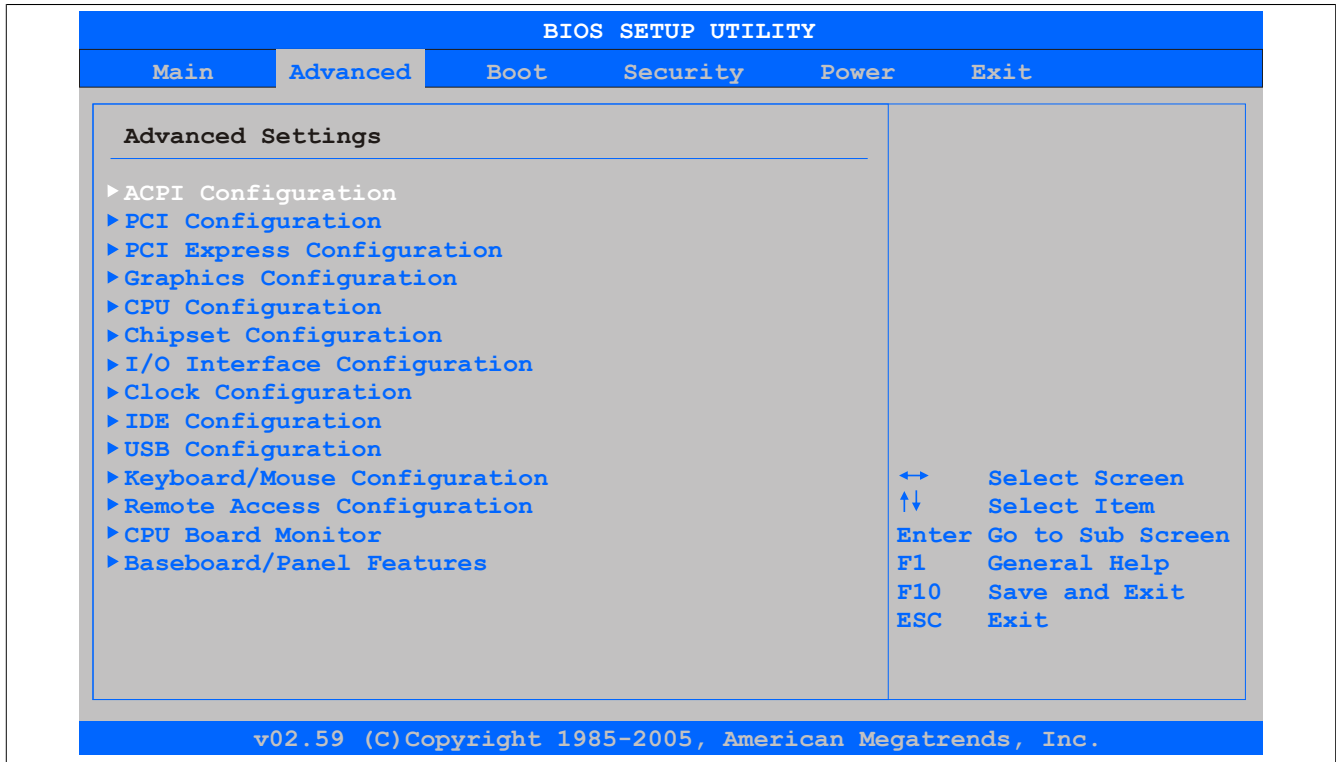 BIOS SETUP UTILITY
Main Advanced Boot Security Power Exit
Advanced Settings
ACPI Configuration
PCI Configuration
PCI Express Configuration
Graphics Configuration
CPU Configuration
Chipset Configuration
I/O Interface Configuration
Clock Configuration
IDE Configuration
USB Configuration
Keyboard/Mouse Configuration
Remote Access Configuration
CPU Board Monitor
Baseboard/Panel Features
↔ Select Screen
↑↓ Select Item
Enter Go to Sub Screen
F1 General Help
F10 Save and Exit
ESC Exit
v02.59 (C)Copyright 1985-2005, American Megatrends, Inc.